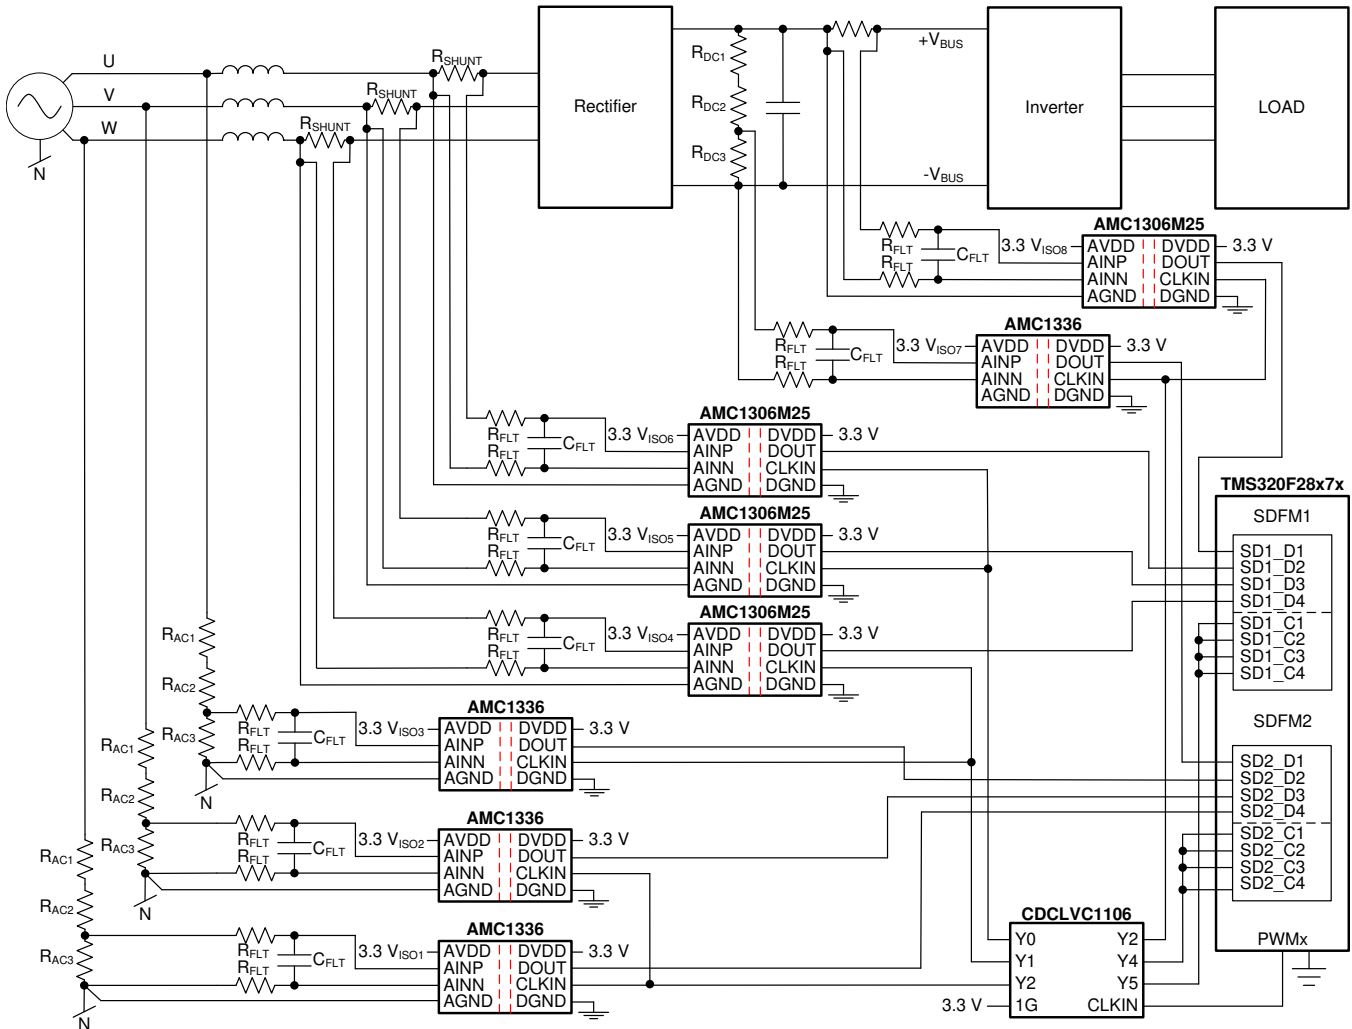 U
V
W
N
R_SHUNT
R_SHUNT
R_SHUNT
Rectifier
R_DC1
R_DC2
R_DC3
+V_BUS
-V_BUS
Inverter
LOAD
AMC1306M25
R_FLT
R_FLT
C_FLT
3.3 V_ISO8
AVDD DVDD
AINP DOUT
AINN CLKIN
AGND DGND
3.3 V
AMC1336
R_FLT
R_FLT
C_FLT
3.3 V_ISO7
AVDD DVDD
AINP DOUT
AINN CLKIN
AGND DGND
3.3 V
AMC1306M25
R_FLT
R_FLT
C_FLT
3.3 V_ISO6
AVDD DVDD
AINP DOUT
AINN CLKIN
AGND DGND
3.3 V
AMC1306M25
R_FLT
R_FLT
C_FLT
3.3 V_ISO5
AVDD DVDD
AINP DOUT
AINN CLKIN
AGND DGND
3.3 V
AMC1306M25
R_FLT
R_FLT
C_FLT
3.3 V_ISO4
AVDD DVDD
AINP DOUT
AINN CLKIN
AGND DGND
3.3 V
R_AC1
R_AC2
R_AC3
N
AMC1336
R_FLT
R_FLT
C_FLT
3.3 V_ISO3
AVDD DVDD
AINP DOUT
AINN CLKIN
AGND DGND
3.3 V
R_AC1
R_AC2
R_AC3
N
AMC1336
R_FLT
R_FLT
C_FLT
3.3 V_ISO2
AVDD DVDD
AINP DOUT
AINN CLKIN
AGND DGND
3.3 V
R_AC1
R_AC2
R_AC3
N
AMC1336
R_FLT
R_FLT
C_FLT
3.3 V_ISO1
AVDD DVDD
AINP DOUT
AINN CLKIN
AGND DGND
3.3 V
TMS320F28x7x
SDFM1
SD1_D1
SD1_D2
SD1_D3
SD1_D4
SD1_C1
SD1_C2
SD1_C3
SD1_C4
SDFM2
SD2_D1
SD2_D2
SD2_D3
SD2_D4
SD2_C1
SD2_C2
SD2_C3
SD2_C4
PWMx
CDCLVC1106
Y0 Y2
Y1 Y4
Y2 Y5
3.3 V
1G CLKIN